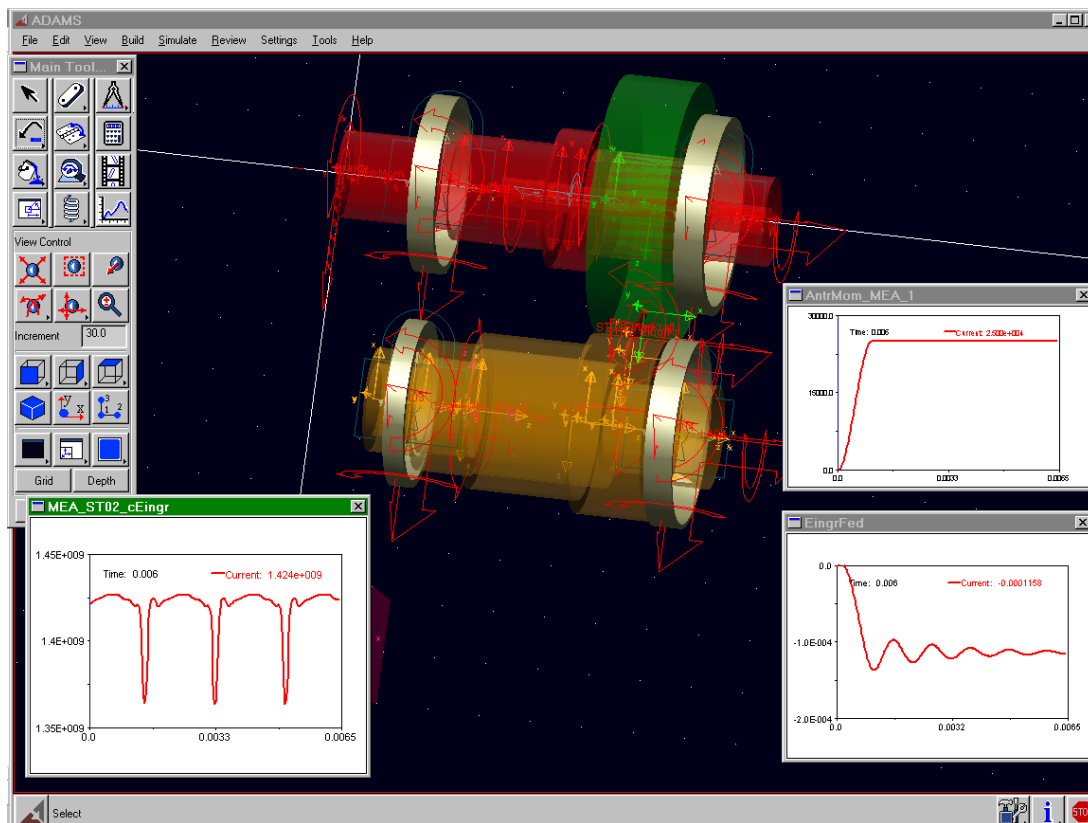 ADAMS
File Edit View Build Simulate Review Settings Tools Help
Main Tool...
View Control
Increment 30.0
Grid Depth
MEA_ST02_cEingr
1.45E+009
Time: 0.006 Current: 1.424e+009
1.4E+009
1.35E+009
0.0 0.0033 0.0065
AntrMom_MEA_1
30000.0
Time: 0.006 Current: 2.500e+004
15000.0
0.0
0.0 0.0033 0.0065
EingrFed
0.0
Time: 0.006 Current: -0.0001158
-1.0E-004
-2.0E-004
0.0 0.0032 0.0065
Select
STOP